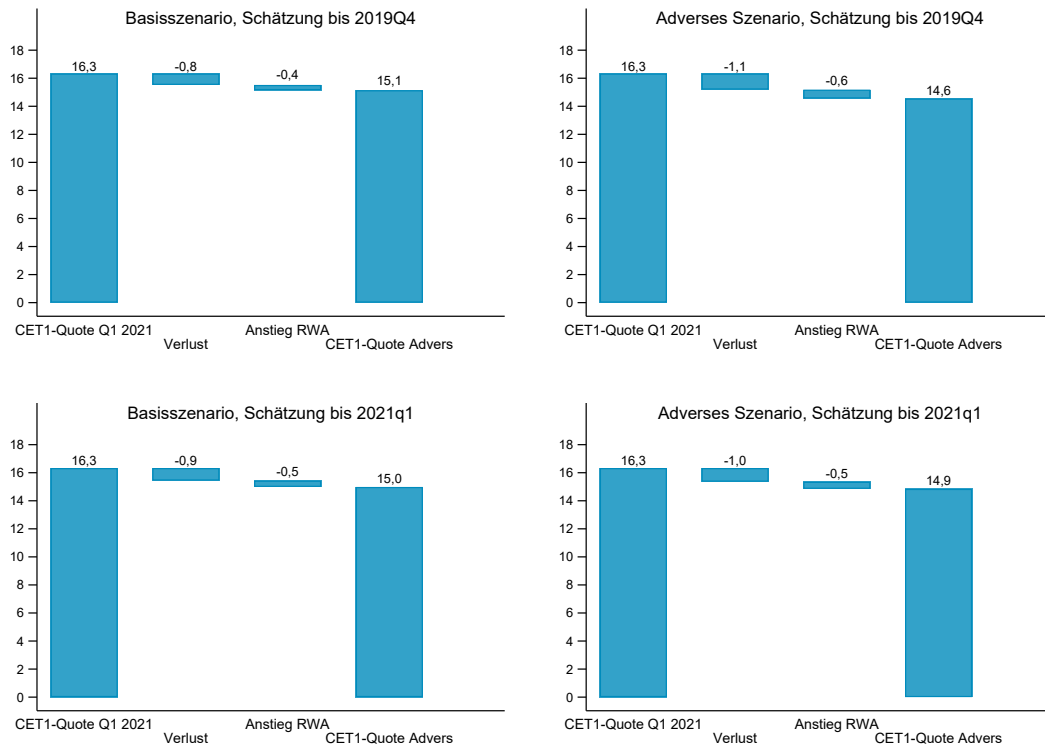 Basisszenario, Schätzung bis 2019Q4
18
16
14
12
10
8
6
4
2
0
16,3
-0,8
-0,4
15,1
CET1-Quote Q1 2021
Verlust
Anstieg RWA
CET1-Quote Advers
Adverses Szenario, Schätzung bis 2019Q4
18
16
14
12
10
8
6
4
2
0
16,3
-1,1
-0,6
14,6
CET1-Quote Q1 2021
Verlust
Anstieg RWA
CET1-Quote Advers
Basisszenario, Schätzung bis 2021q1
18
16
14
12
10
8
6
4
2
0
16,3
-0,9
-0,5
15,0
CET1-Quote Q1 2021
Verlust
Anstieg RWA
CET1-Quote Advers
Adverses Szenario, Schätzung bis 2021q1
18
16
14
12
10
8
6
4
2
0
16,3
-1,0
-0,5
14,9
CET1-Quote Q1 2021
Verlust
Anstieg RWA
CET1-Quote Advers